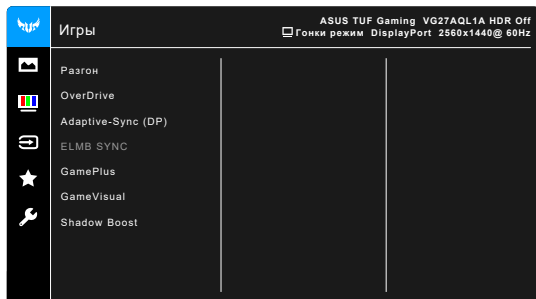 Игры
ASUS TUF Gaming VG27AQL1A HDR Off
Гонки режим DisplayPort 2560x1440@ 60Hz
Разгон
OverDrive
Adaptive-Sync (DP)
ELMB SYNC
GamePlus
GameVisual
Shadow Boost